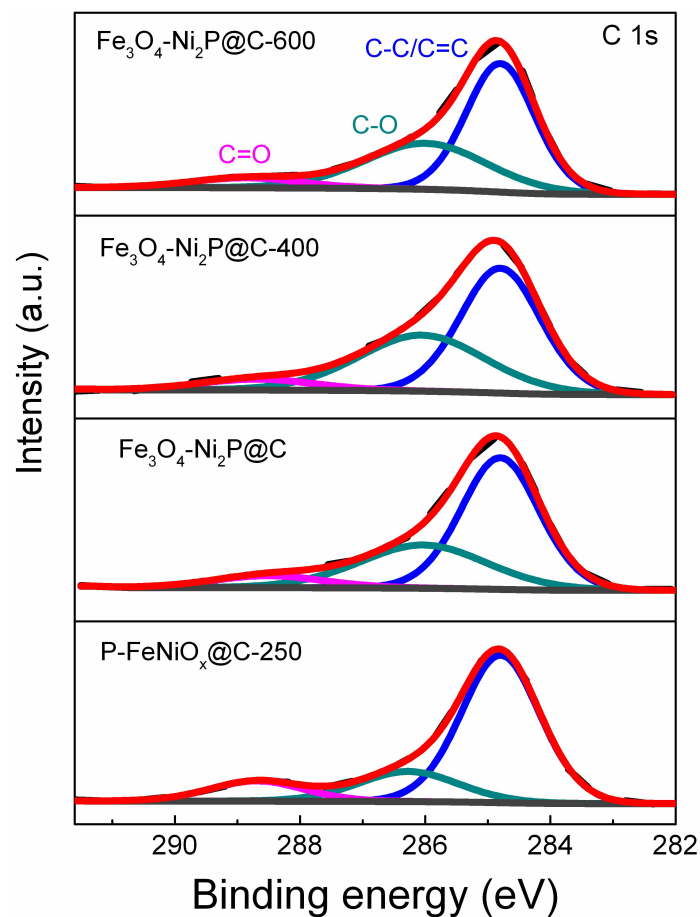 Fe₃O₄-Ni₂P@C-600
C 1s
C-C/C=C
C-O
C=O
Fe₃O₄-Ni₂P@C-400
Fe₃O₄-Ni₂P@C
P-FeNiOₓ@C-250
Intensity (a.u.)
290 288 286 284 282
Binding energy (eV)